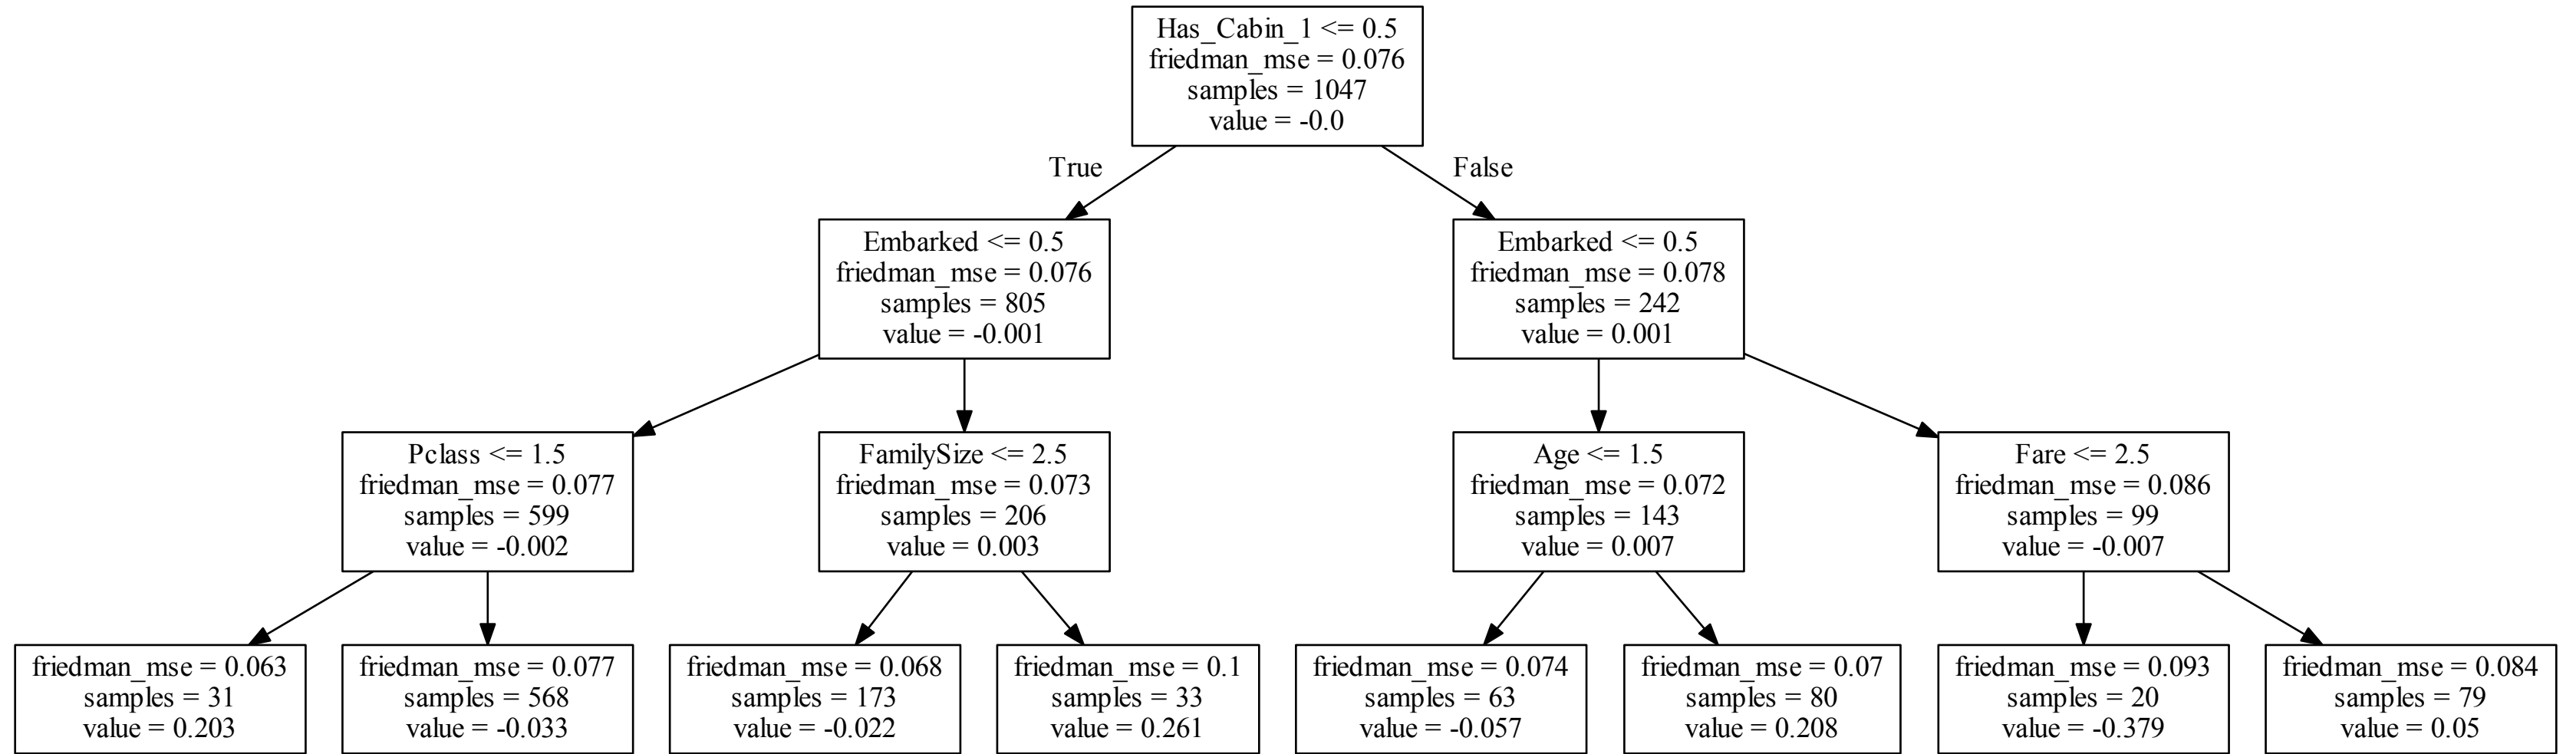 Has_Cabin_1 <= 0.5
friedman_mse = 0.076
samples = 1047
value = -0.0
True
False
Embarked <= 0.5
friedman_mse = 0.076
samples = 805
value = -0.001
Embarked <= 0.5
friedman_mse = 0.078
samples = 242
value = 0.001
Pclass <= 1.5
friedman_mse = 0.077
samples = 599
value = -0.002
FamilySize <= 2.5
friedman_mse = 0.073
samples = 206
value = 0.003
Age <= 1.5
friedman_mse = 0.072
samples = 143
value = 0.007
Fare <= 2.5
friedman_mse = 0.086
samples = 99
value = -0.007
friedman_mse = 0.063
samples = 31
value = 0.203
friedman_mse = 0.077
samples = 568
value = -0.033
friedman_mse = 0.068
samples = 173
value = -0.022
friedman_mse = 0.1
samples = 33
value = 0.261
friedman_mse = 0.074
samples = 63
value = -0.057
friedman_mse = 0.07
samples = 80
value = 0.208
friedman_mse = 0.093
samples = 20
value = -0.379
friedman_mse = 0.084
samples = 79
value = 0.05